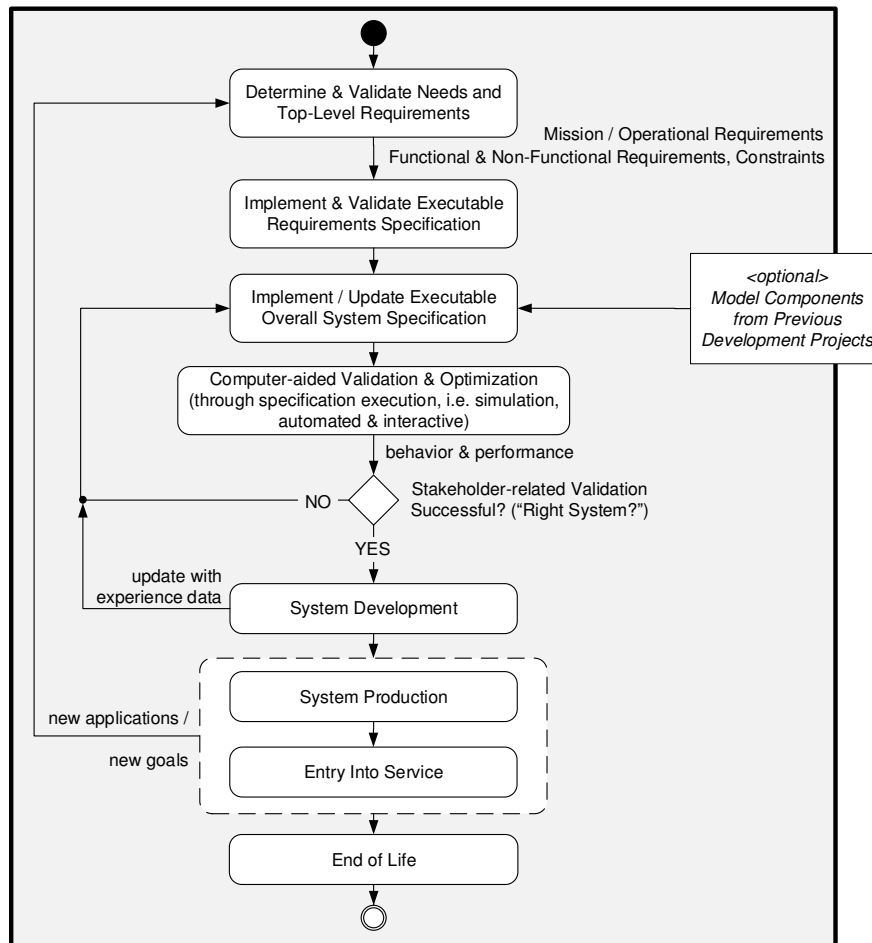 Determine & Validate Needs and
Top-Level Requirements
Mission / Operational Requirements
Functional & Non-Functional Requirements, Constraints
Implement & Validate Executable
Requirements Specification
Implement / Update Executable
Overall System Specification
<optional>
Model Components
from Previous
Development Projects
Computer-aided Validation & Optimization
(through specification execution, i.e. simulation,
automated & interactive)
behavior & performance
NO
Stakeholder-related Validation
Successful? (“Right System?”)
YES
update with
experience data
System Development
System Production
new applications /
new goals
Entry Into Service
End of Life